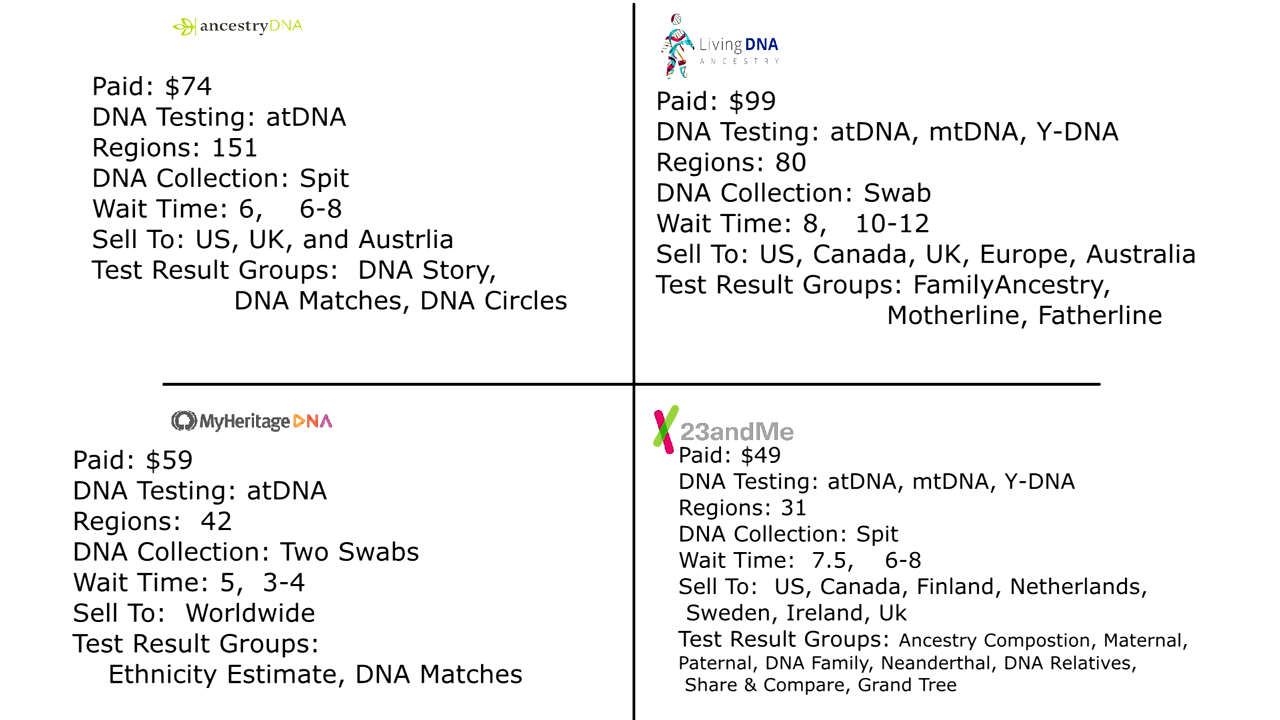 ancestryDNA
Paid: $74
DNA Testing: atDNA
Regions: 151
DNA Collection: Spit
Wait Time: 6, 6-8
Sell To: US, UK, and Austrlia
Test Result Groups: DNA Story,
DNA Matches, DNA Circles
Living DNA
ANCESTRY
Paid: $99
DNA Testing: atDNA, mtDNA, Y-DNA
Regions: 80
DNA Collection: Swab
Wait Time: 8, 10-12
Sell To: US, Canada, UK, Europe, Australia
Test Result Groups: FamilyAncestry,
Motherline, Fatherline
MyHeritage DNA
Paid: $59
DNA Testing: atDNA
Regions: 42
DNA Collection: Two Swabs
Wait Time: 5, 3-4
Sell To: Worldwide
Test Result Groups:
Ethnicity Estimate, DNA Matches
23andMe
Paid: $49
DNA Testing: atDNA, mtDNA, Y-DNA
Regions: 31
DNA Collection: Spit
Wait Time: 7.5, 6-8
Sell To: US, Canada, Finland, Netherlands,
Sweden, Ireland, Uk
Test Result Groups: Ancestry Compostion, Maternal,
Paternal, DNA Family, Neanderthal, DNA Relatives,
Share & Compare, Grand Tree